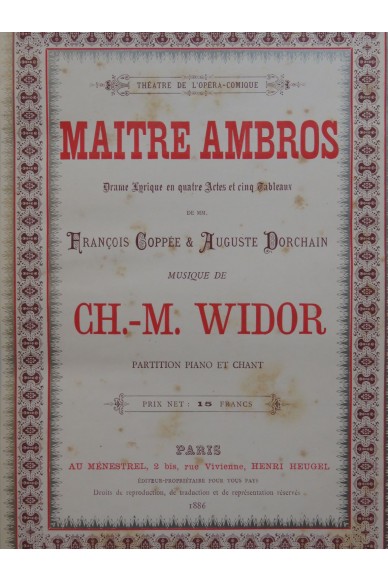 THÉATRE DE L'OPÉRA-COMIQUE
MAITRE AMBROS
Drame Lyrique en quatre Actes et cinq Tableaux
DE MM.
FRANÇOIS COPPÉE & AUGUSTE DORCHAIN
MUSIQUE DE
CH.-M. WIDOR
PARTITION PIANO ET CHANT
PRIX NET : 15 FRANCS
PARIS
AU MÉNESTREL, 2 bis, rue Vivienne, HENRI HEUGEL
ÉDITEUR-PROPRIÉTAIRE POUR TOUS PAYS
Droits de reproduction, de traduction et de représentation réservés
1886